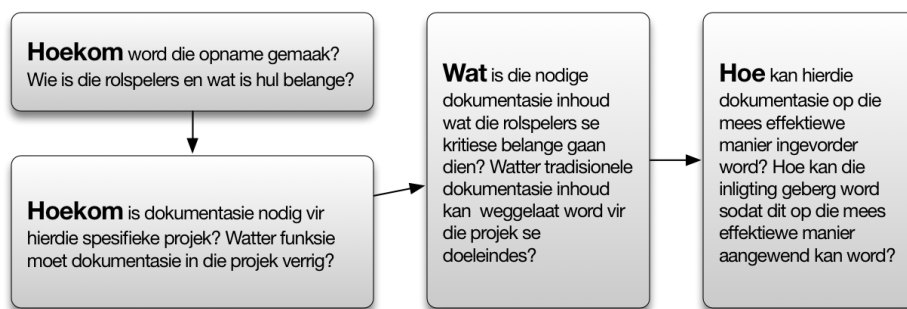 Hoekom word die opname gemaak?
Wie is die rolspelers en wat is hul belange?
Hoekom is dokumentasie nodig vir
hierdie spesifieke projek? Watter funksie
moet dokumentasie in die projek verrig?
Wat is die nodige
dokumentasie inhoud
wat die rolspelers se
kritiese belange gaan
dien? Watter tradisionele
dokumentasie inhoud
kan weggelaat word vir
die projek se
doeleindes?
Hoe kan hierdie
dokumentasie op die
mees effektiewe
manier ingevorder
word? Hoe kan die
inligting geberg word
sodat dit op die mees
effektiewe manier
aangewend kan word?